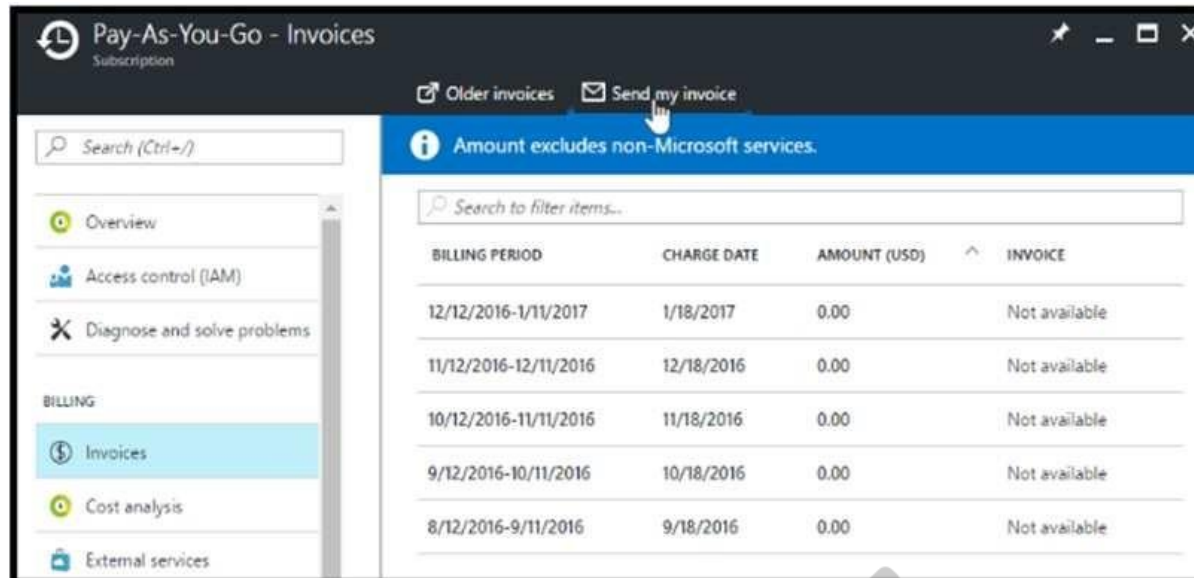 Pay-As-You-Go - Invoices
Subscription
Older invoices Send my invoice
Search (Ctrl+/)
Overview
Access control (IAM)
Diagnose and solve problems
BILLING
Invoices
Cost analysis
External services
Amount excludes non-Microsoft services.
Search to filter items...
BILLING PERIOD CHARGE DATE AMOUNT (USD) INVOICE
12/12/2016-1/11/2017 1/18/2017 0.00 Not available
11/12/2016-12/11/2016 12/18/2016 0.00 Not available
10/12/2016-11/11/2016 11/18/2016 0.00 Not available
9/12/2016-10/11/2016 10/18/2016 0.00 Not available
8/12/2016-9/11/2016 9/18/2016 0.00 Not available